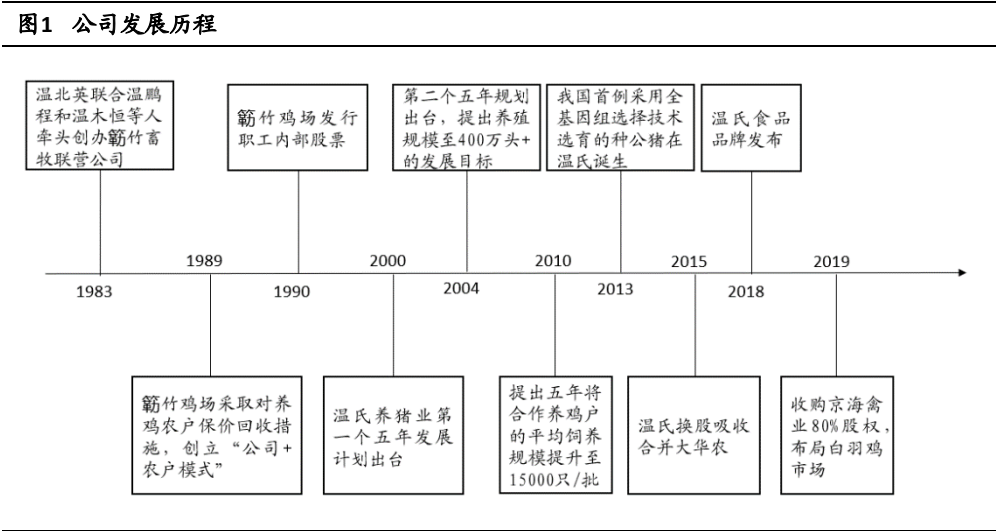 图1 公司发展历程
温北英联合温鹏
程和温木恒等人
牵头创办簕竹畜
牧联营公司
簕竹鸡场发行
职工内部股票
第二个五年规划
出台，提出养殖
规模至400万头+
的发展目标
我国首例采用全
基因组选择技术
选育的种公猪在
温氏诞生
温氏食品
品牌发布
1989
2000
2010
2015
2019
1983
1990
2004
2013
2018
簕竹鸡场采取对养
鸡农户保价回收措
施，创立“公司+
农户模式”
温氏养猪业第
一个五年发展
计划出台
提出五年将
合作养鸡户
的平均饲养
规模提升至
15000只/批
温氏换股吸收
合并大华农
收购京海禽
业80%股权，
布局白羽鸡
市场